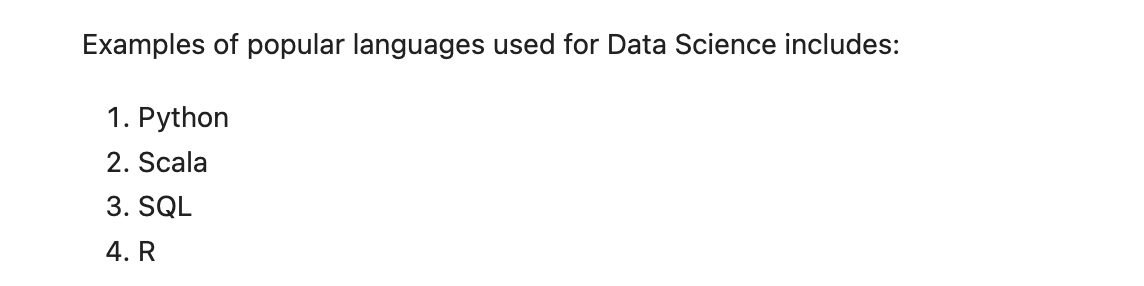 Examples of popular languages used for Data Science includes:
1. Python
2. Scala
3. SQL
4. R